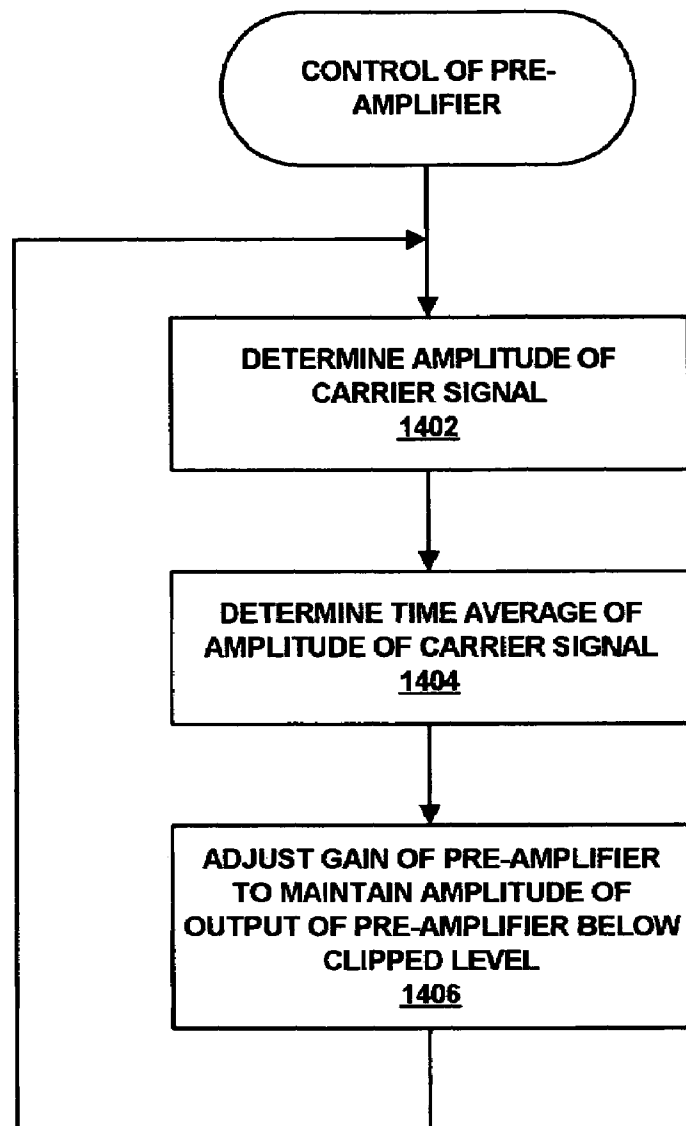 CONTROL OF PRE-
AMPLIFIER
DETERMINE AMPLITUDE OF
CARRIER SIGNAL
1402
DETERMINE TIME AVERAGE OF
AMPLITUDE OF CARRIER SIGNAL
1404
ADJUST GAIN OF PRE-AMPLIFIER
TO MAINTAIN AMPLITUDE OF
OUTPUT OF PRE-AMPLIFIER BELOW
CLIPPED LEVEL
1406